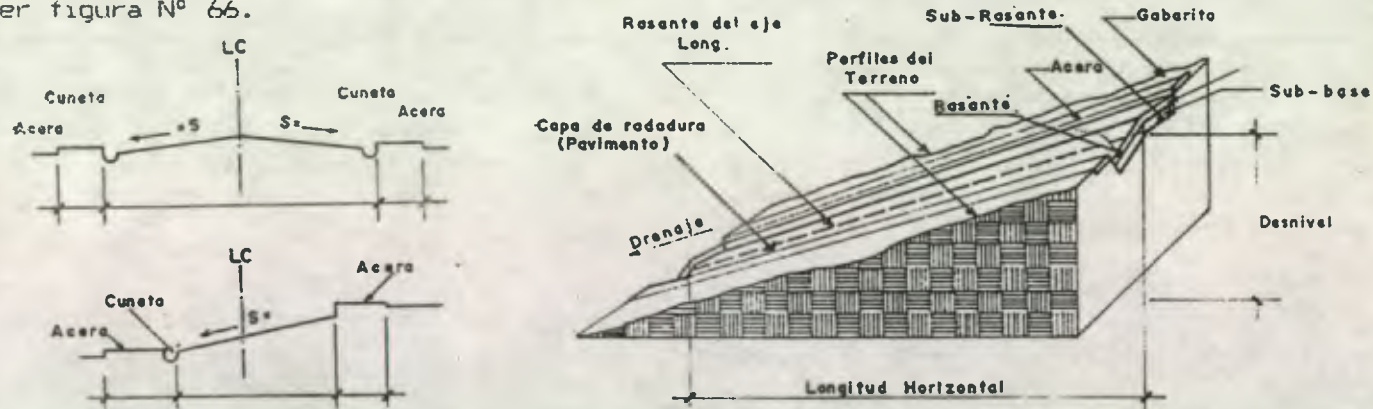 er figura Nº 66.
LC
Cuneta
Cuneta
Acera
Acera
=S
S=
LC
Acera
Cuneta
S=
Acera
Rasante del eje
Long.
Sub-Rasante.
Gabarito
Perfiles del
Terreno
Acera
Rasante
Sub-base
Capa de radadura
(Pavimento)
Drenaje
Desnivel
Longitud Horizontal